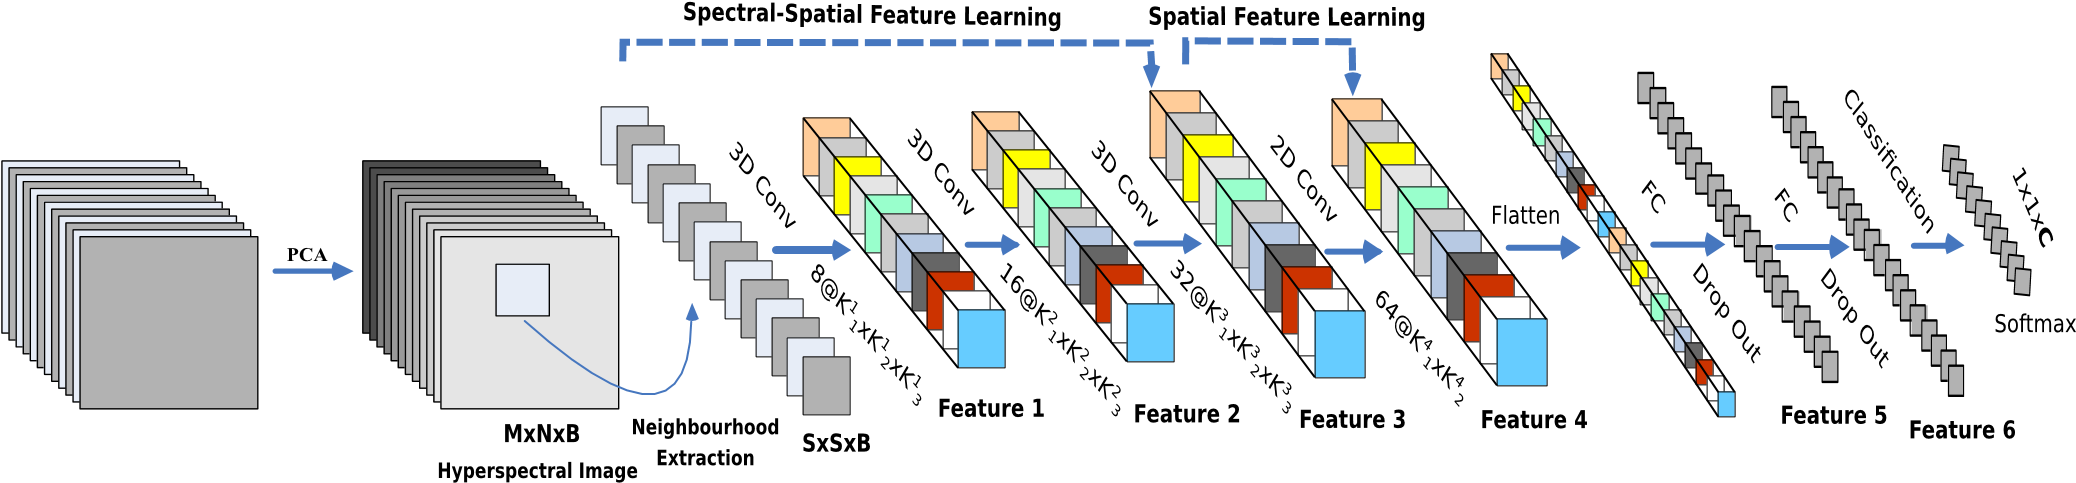 Spectral-Spatial Feature Learning
Spatial Feature Learning
PCA
MxNxB
Hyperspectral Image
Neighbourhood
Extraction
SxSxB
3D Conv
8@K¹₁xK¹₂xK¹₃
Feature 1
3D Conv
16@K²₁xK²₂xK²₃
Feature 2
3D Conv
32@K³₁xK³₂xK³₃
Feature 3
2D Conv
64@K⁴₁xK⁴₂
Feature 4
Flatten
FC
Drop Out
Feature 5
FC
Drop Out
Feature 6
Classification
1x1xC
Softmax